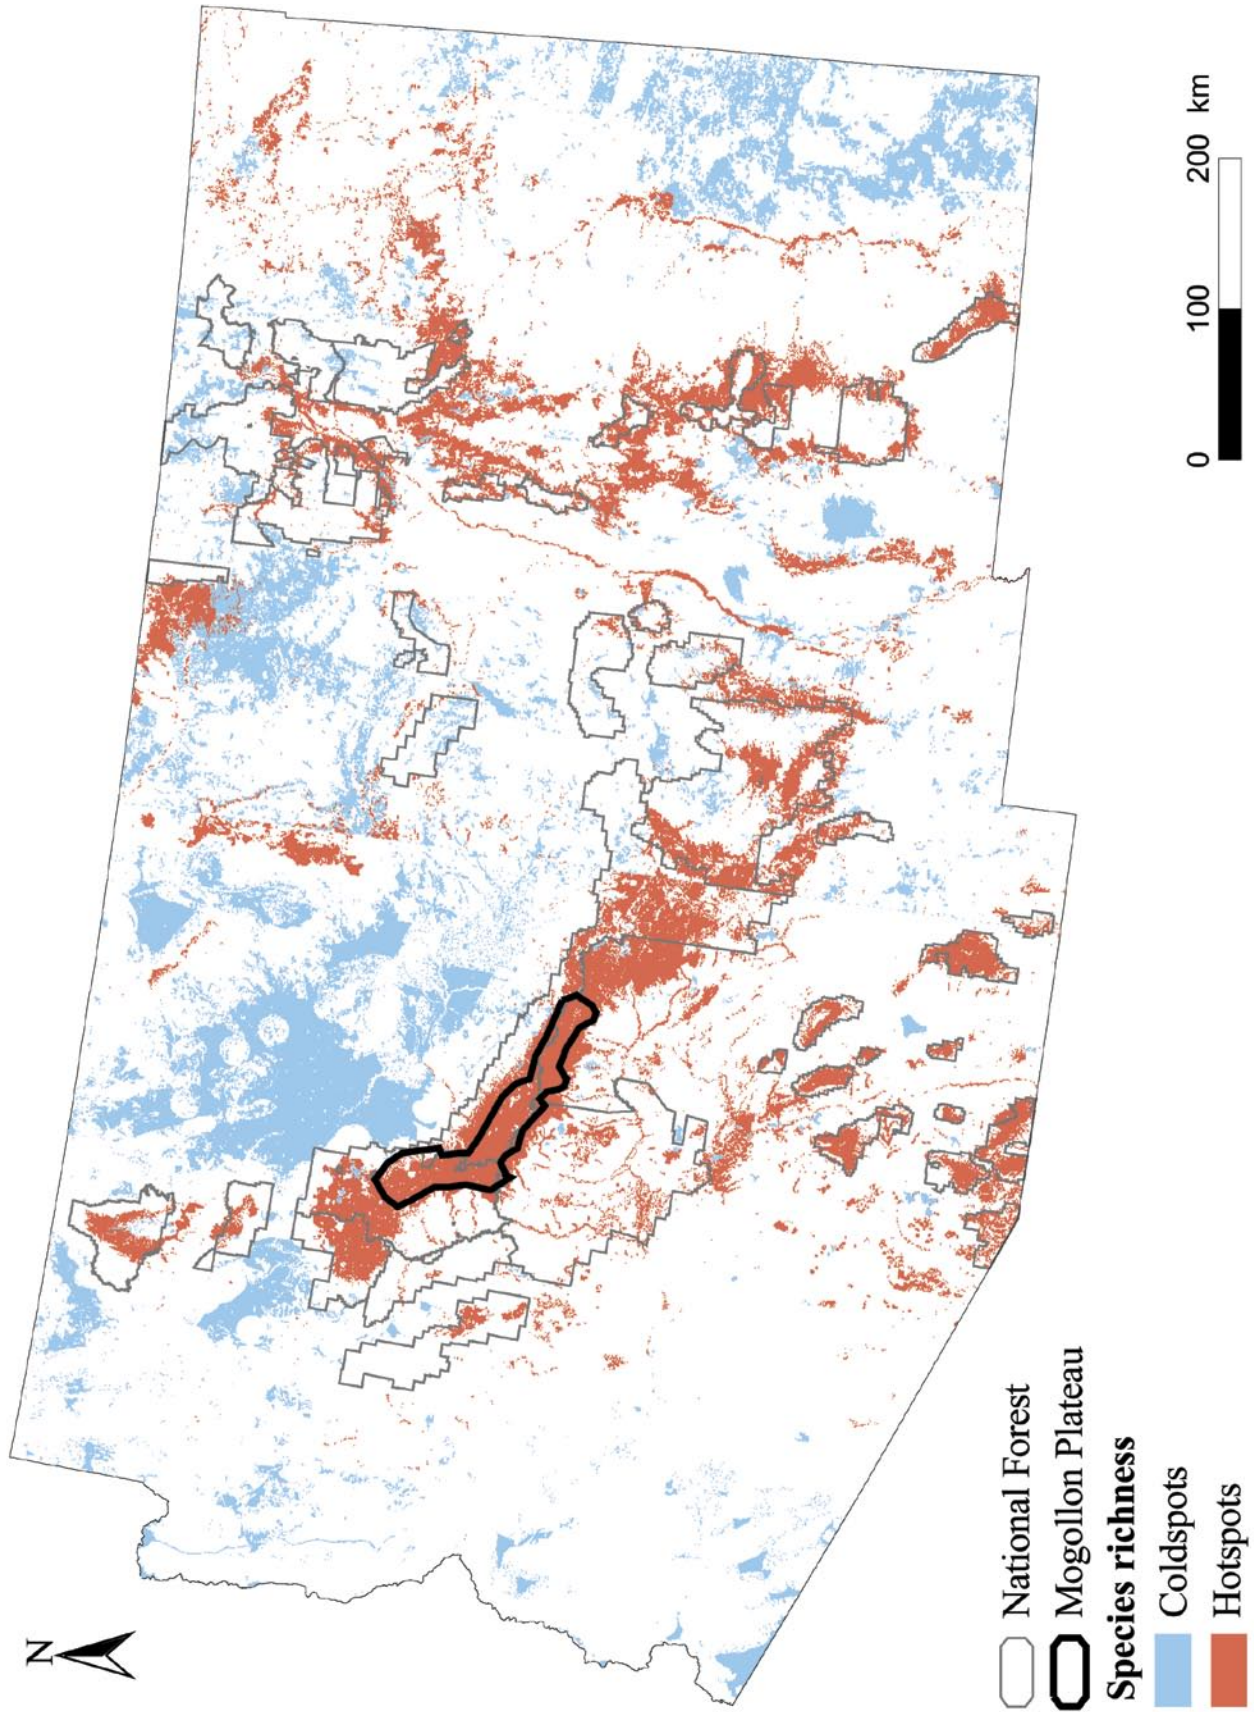 N
National Forest
Mogollon Plateau
Species richness
Coldspots
Hotspots
0 100 200 km